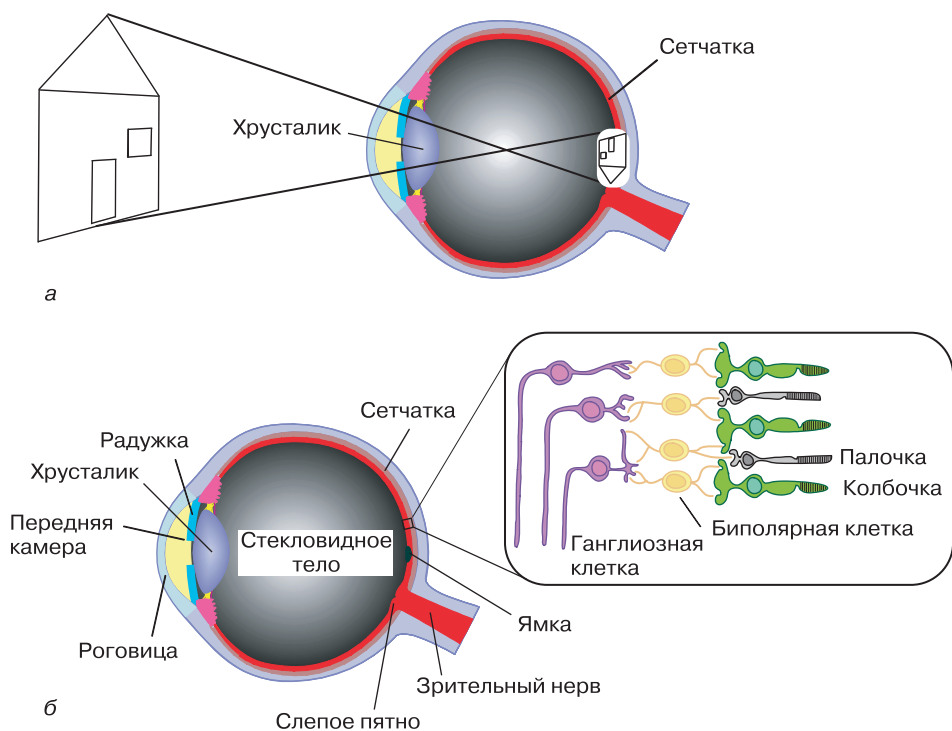 Сетчатка
Хрусталик
а
Сетчатка
Радужка
Хрусталик
Передняя
камера
Стекловидное
тело
Роговица
Слепое пятно
Зрительный нерв
Ямка
Палочка
Колбочка
Биполярная клетка
Ганглиозная
клетка
б